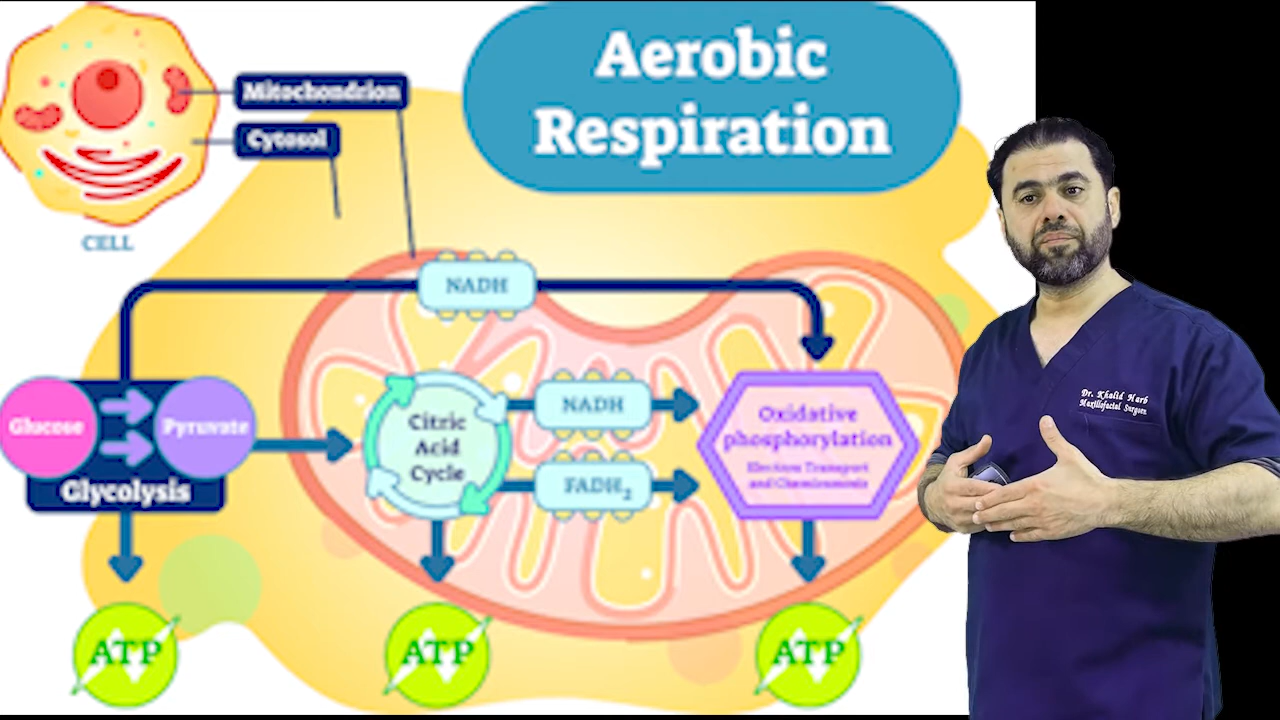 Aerobic
Respiration
Mitochondrion
Cytosol
CELL
NADH
Glucose
Pyruvate
Glycolysis
Citric
Acid
Cycle
NADH
FADH₂
Oxidative
phosphorylation
Electron Transport
and Chemiosmosis
ATP
ATP
ATP
Dr. Khalid Harb
Maxillofacial Surgeon